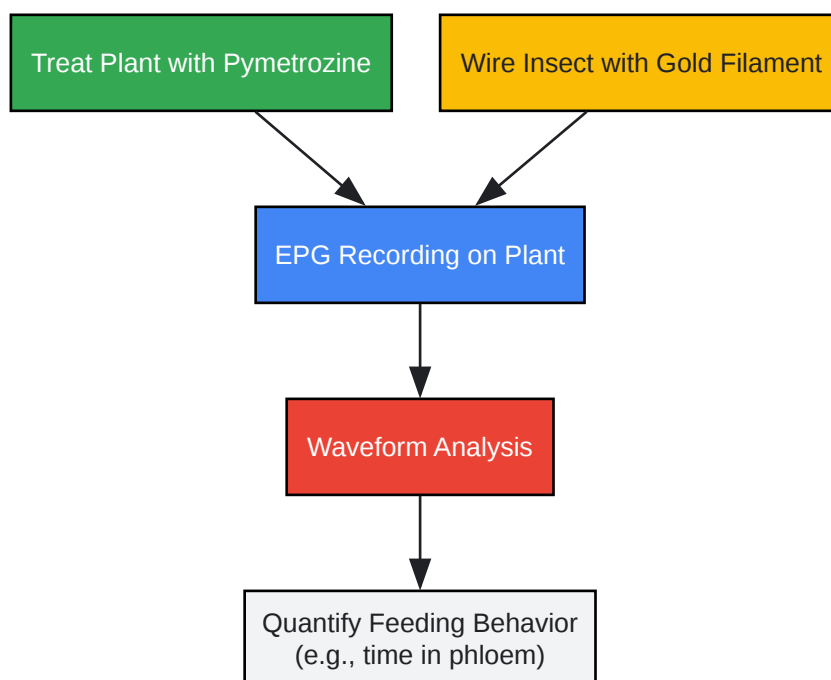 Treat Plant with Pymetrozine
Wire Insect with Gold Filament
EPG Recording on Plant
Waveform Analysis
Quantify Feeding Behavior
(e.g., time in phloem)